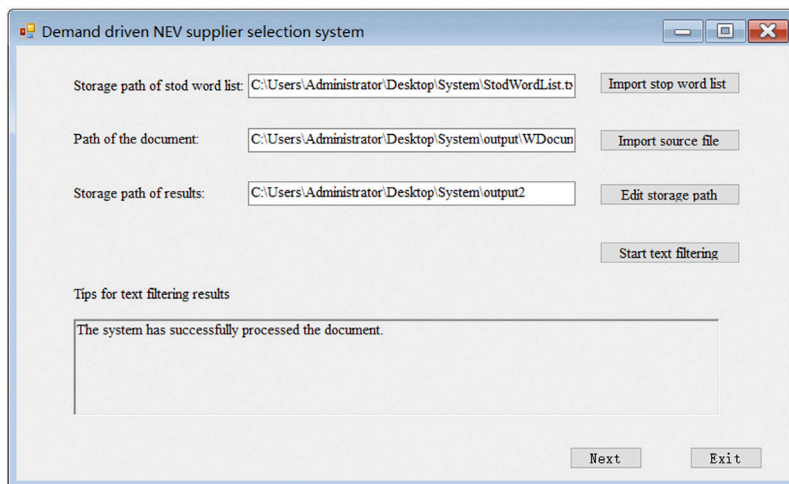 Demand driven NEV supplier selection system
Storage path of stod word list: C:\Users\Administrator\Desktop\System\StodWordList.tx Import stop word list
Path of the document: C:\Users\Administrator\Desktop\System\output\WDocum Import source file
Storage path of results: C:\Users\Administrator\Desktop\System\output2 Edit storage path
Start text filtering
Tips for text filtering results
The system has successfully processed the document.
Next Exit